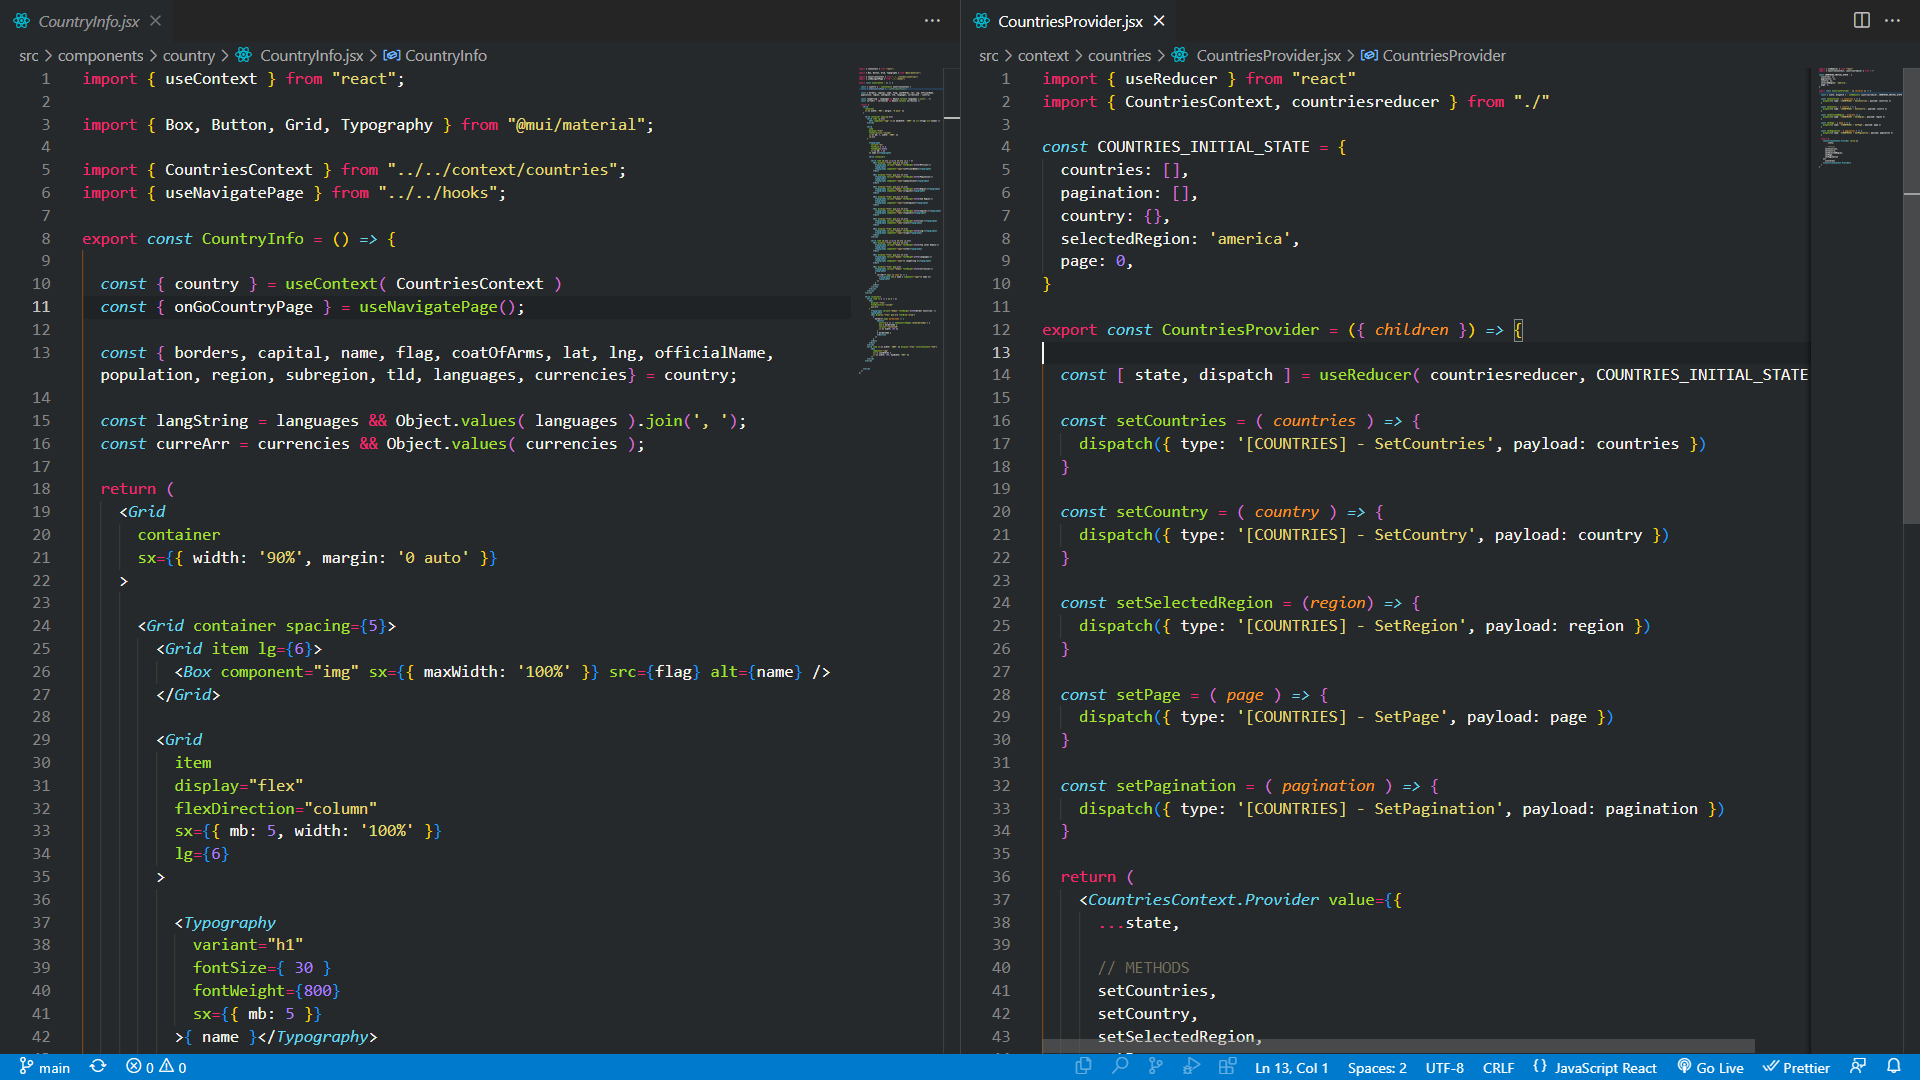 CountryInfo.jsx
src > components > country > CountryInfo.jsx > CountryInfo
1 import { useContext } from "react";
2
3 import { Box, Button, Grid, Typography } from "@mui/material";
4
5 import { CountriesContext } from "../../context/countries";
6 import { useNavigatePage } from "../../hooks";
7
8 export const CountryInfo = () => {
9
10 const { country } = useContext( CountriesContext )
11 const { onGoCountryPage } = useNavigatePage();
12
13 const { borders, capital, name, flag, coatOfArms, lat, lng, officialName,
population, region, subregion, tld, languages, currencies} = country;
14
15 const langString = languages && Object.values( languages ).join(', ');
16 const curreArr = currencies && Object.values( currencies );
17
18 return (
19 <Grid
20 container
21 sx={{ width: '90%', margin: '0 auto' }}
22 >
23
24 <Grid container spacing={5}>
25 <Grid item lg={6}>
26 <Box component="img" sx={{ maxWidth: '100%' }} src={flag} alt={name} />
27 </Grid>
28
29 <Grid
30 item
31 display="flex"
32 flexDirection="column"
33 sx={{ mb: 5, width: '100%' }}
34 lg={6}
35 >
36
37 <Typography
38 variant="h1"
39 fontSize={ 30 }
40 fontWeight={800}
41 sx={{ mb: 5 }}
42 >{ name }</Typography>
CountriesProvider.jsx
src > context > countries > CountriesProvider.jsx > CountriesProvider
1 import { useReducer } from "react"
2 import { CountriesContext, countriesreducer } from "./"
3
4 const COUNTRIES_INITIAL_STATE = {
5 countries: [],
6 pagination: [],
7 country: {},
8 selectedRegion: 'america',
9 page: 0,
10 }
11
12 export const CountriesProvider = ({ children }) => {
13
14 const [ state, dispatch ] = useReducer( countriesreducer, COUNTRIES_INITIAL_STATE
15
16 const setCountries = ( countries ) => {
17 dispatch({ type: '[COUNTRIES] - SetCountries', payload: countries })
18 }
19
20 const setCountry = ( country ) => {
21 dispatch({ type: '[COUNTRIES] - SetCountry', payload: country })
22 }
23
24 const setSelectedRegion = (region) => {
25 dispatch({ type: '[COUNTRIES] - SetRegion', payload: region })
26 }
27
28 const setPage = ( page ) => {
29 dispatch({ type: '[COUNTRIES] - SetPage', payload: page })
30 }
31
32 const setPagination = ( pagination ) => {
33 dispatch({ type: '[COUNTRIES] - SetPagination', payload: pagination })
34 }
35
36 return (
37 <CountriesContext.Provider value={{
38 ...state,
39
40 // METHODS
41 setCountries,
42 setCountry,
43 setSelectedRegion,
main 0 0 Ln 13, Col 1 Spaces: 2 UTF-8 CRLF {} JavaScript React Go Live Prettier